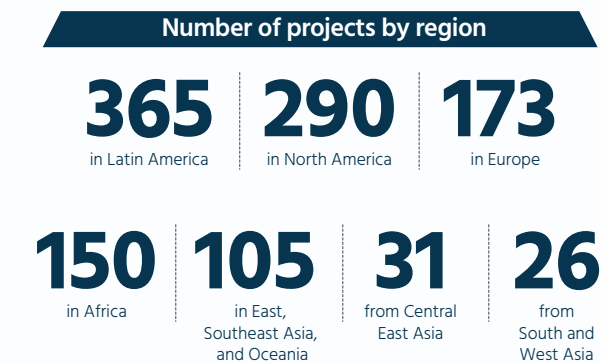 Number of projects by region
365 290 173
in Latin America in North America in Europe
150 105 31 26
in Africa in East, from Central from
Southeast Asia, East Asia South and
and Oceania West Asia